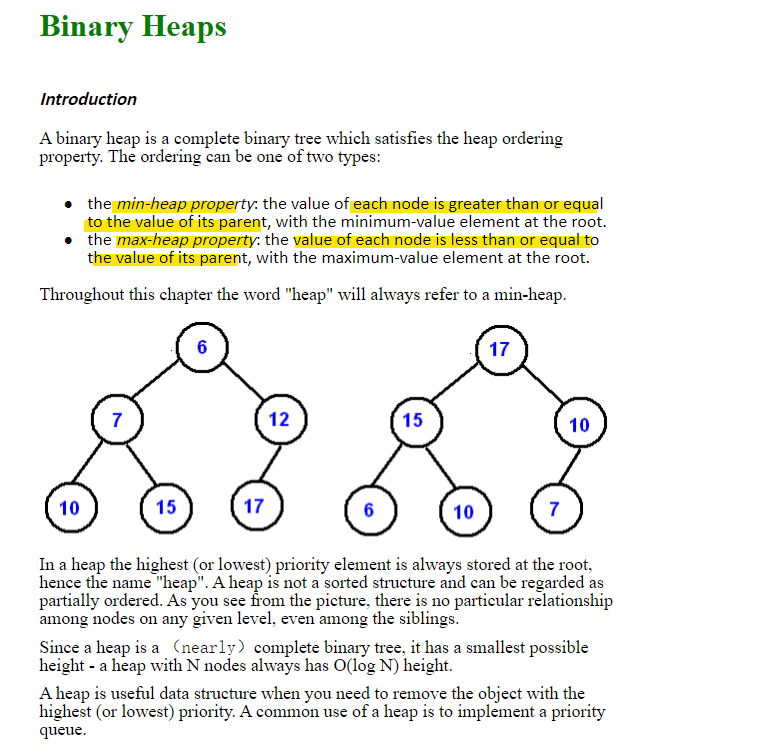 Binary Heaps
Introduction
A binary heap is a complete binary tree which satisfies the heap ordering
property. The ordering can be one of two types:
• the min-heap property: the value of each node is greater than or equal
to the value of its parent, with the minimum-value element at the root.
• the max-heap property: the value of each node is less than or equal to
the value of its parent, with the maximum-value element at the root.
Throughout this chapter the word "heap" will always refer to a min-heap.
6
17
7
12
15
10
10
15
17
6
10
7
In a heap the highest (or lowest) priority element is always stored at the root,
hence the name "heap". A heap is not a sorted structure and can be regarded as
partially ordered. As you see from the picture, there is no particular relationship
among nodes on any given level, even among the siblings.
Since a heap is a （nearly） complete binary tree, it has a smallest possible
height - a heap with N nodes always has O(log N) height.
A heap is useful data structure when you need to remove the object with the
highest (or lowest) priority. A common use of a heap is to implement a priority
queue.